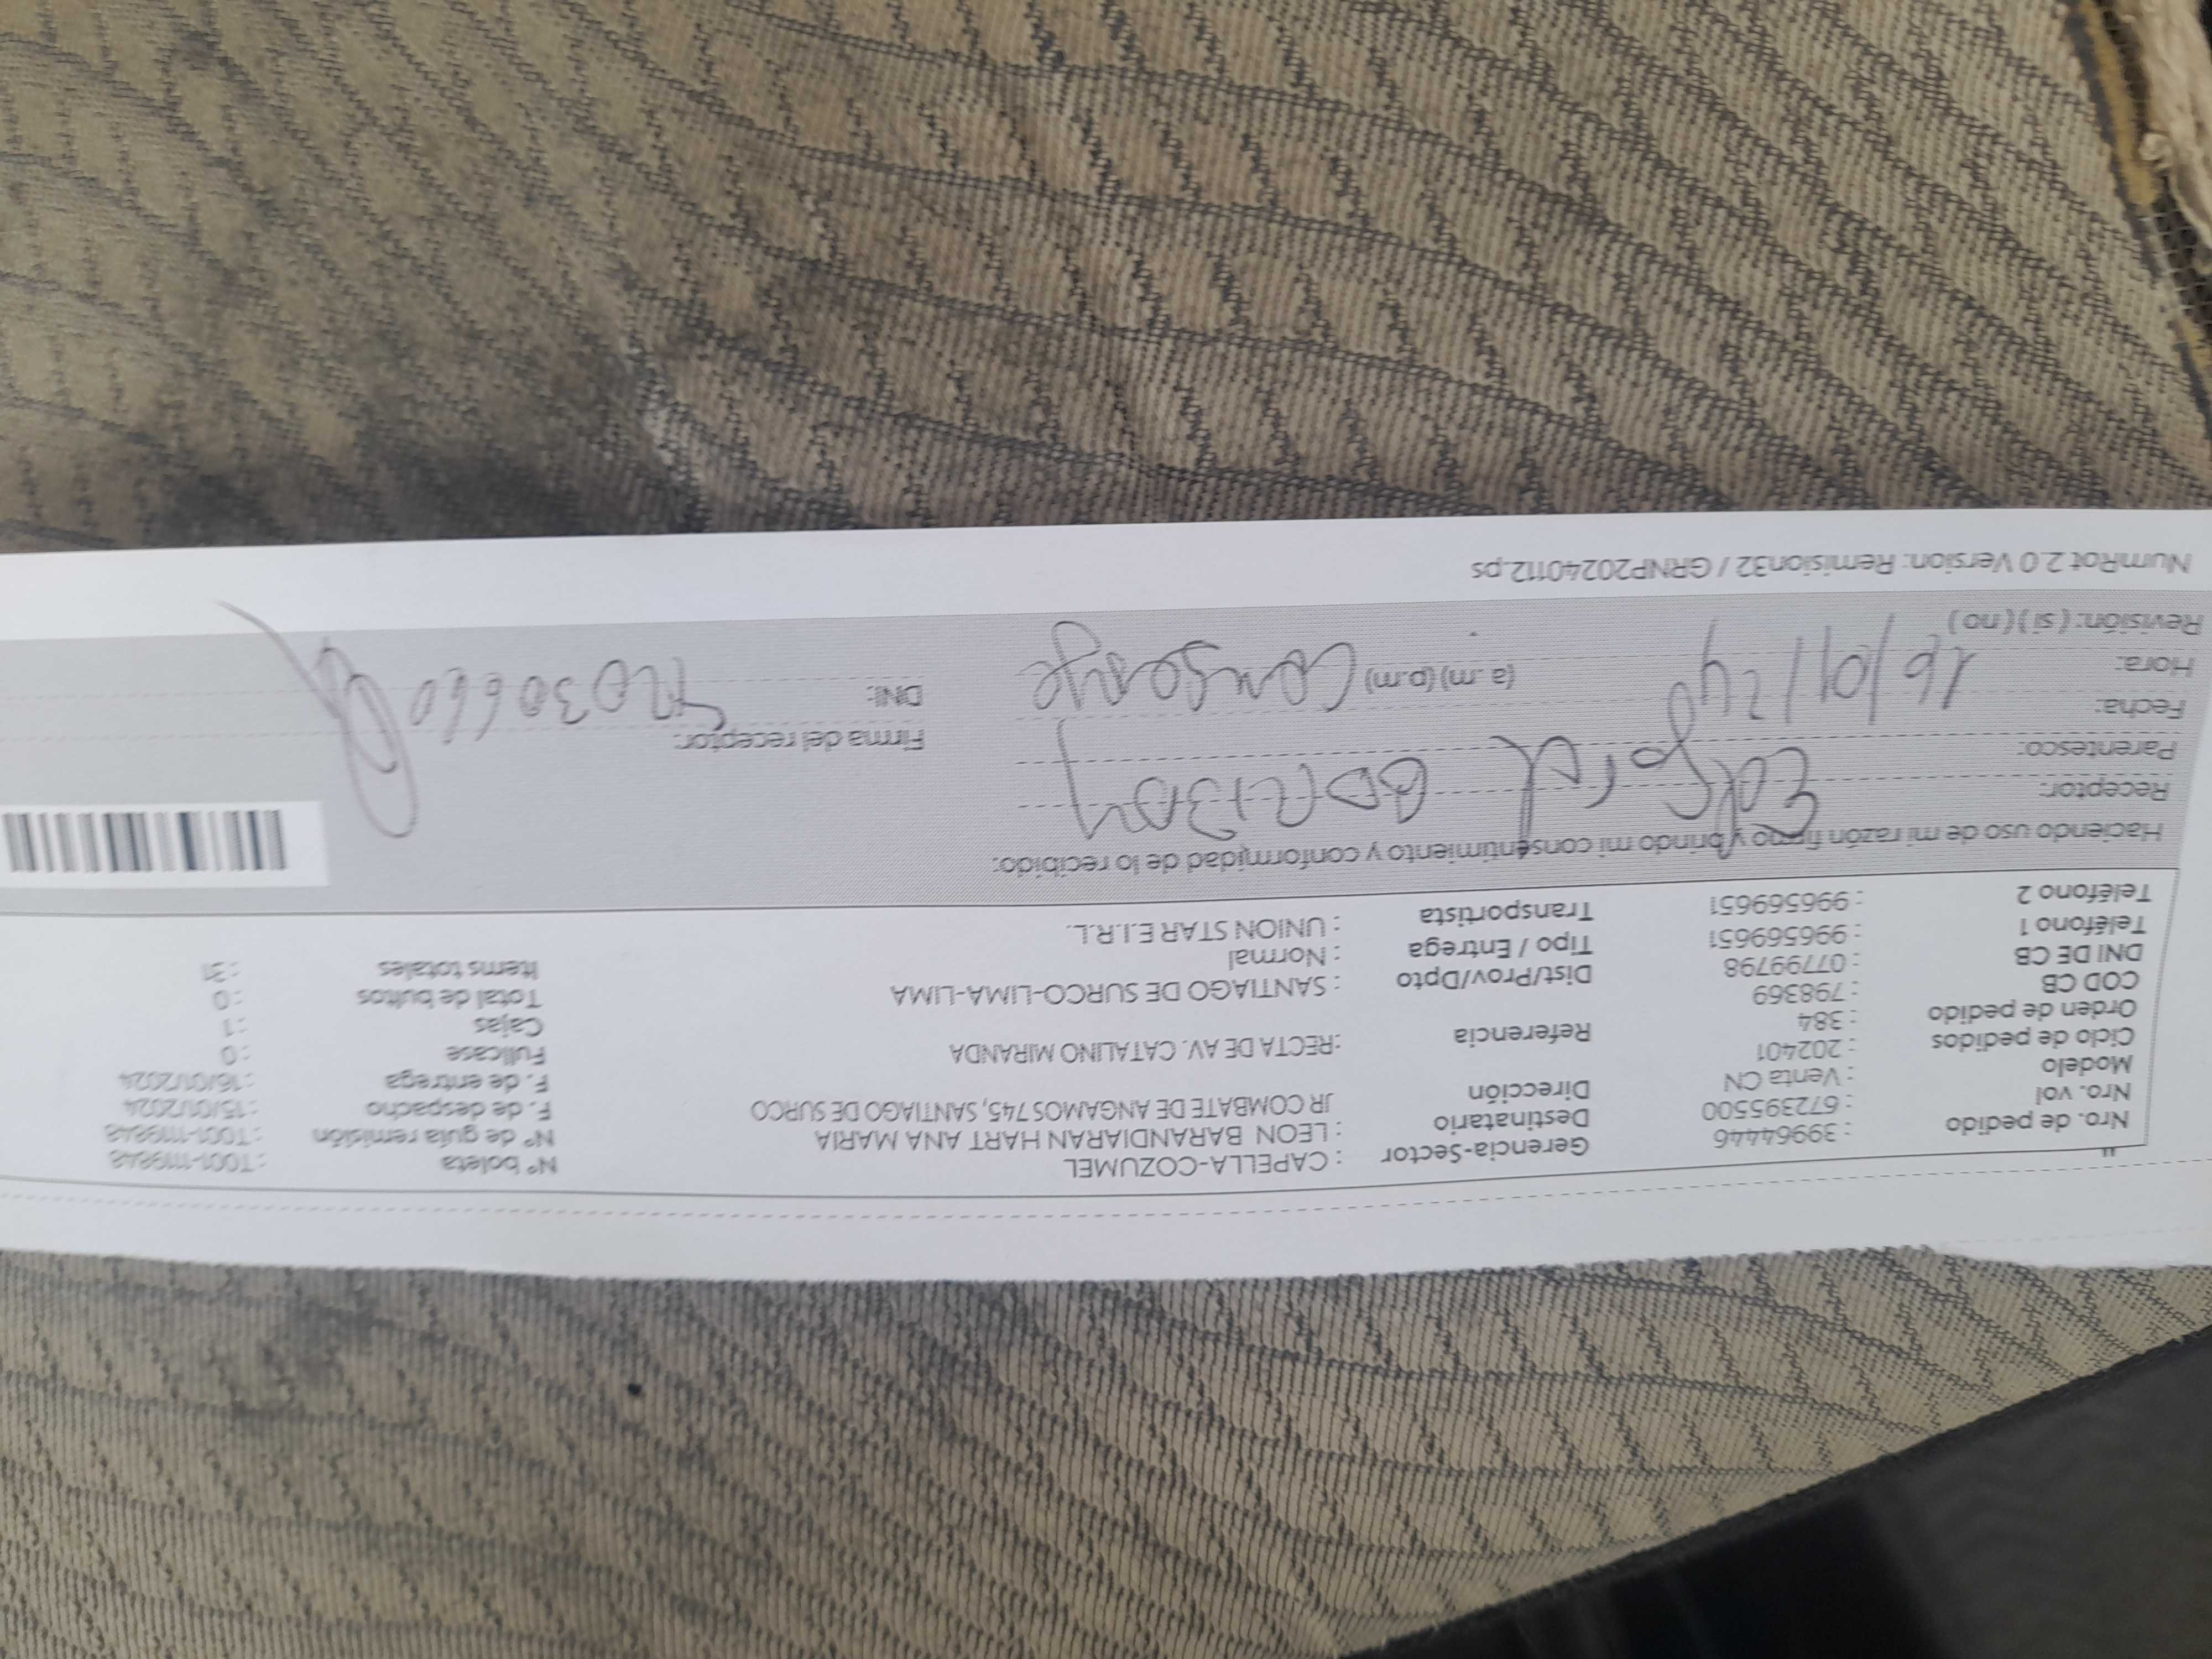 Nro. de pedido : 39964446 Gerencia-Sector : CAPELLA-COZUMEL Nº boleta : T001-1119848
Nro. vol : 672395500 Destinatario : LEON BARANDIARAN HART ANA MARIA Nº de guía remisión : T001-1119848
Modelo : Venta CN Dirección JR COMBATE DE ANGAMOS 745, SANTIAGO DE SURCO F. de despacho : 15/01/2024
Ciclo de pedidos : 202401 F. de entrega : 16/01/2024
Orden de pedido : 384 Referencia : RECTA DE AV. CATALINO MIRANDA Fullcase : 0
COD CB : 798369 Cajas : 1
DNI DE CB : 07799798 Dist/Prov/Dpto : SANTIAGO DE SURCO-LIMA-LIMA Total de bultos : 0
Teléfono 1 : 996569651 Tipo / Entrega : Normal Items totales : 31
Teléfono 2 : 996569651 Transportista : UNION STAR E.I.R.L.
Haciendo uso de mi razón firmo y brindo mi consentimiento y conformidad de lo recibido:
Receptor:
Parentesco: Firma del receptor:
Fecha: 16/01/24 DNI:
Hora: (a.m)(p.m) Conserje
Revisión: ( si )( no )
NumRot 2.0 Version: Remision32 / GRNP20240112.ps